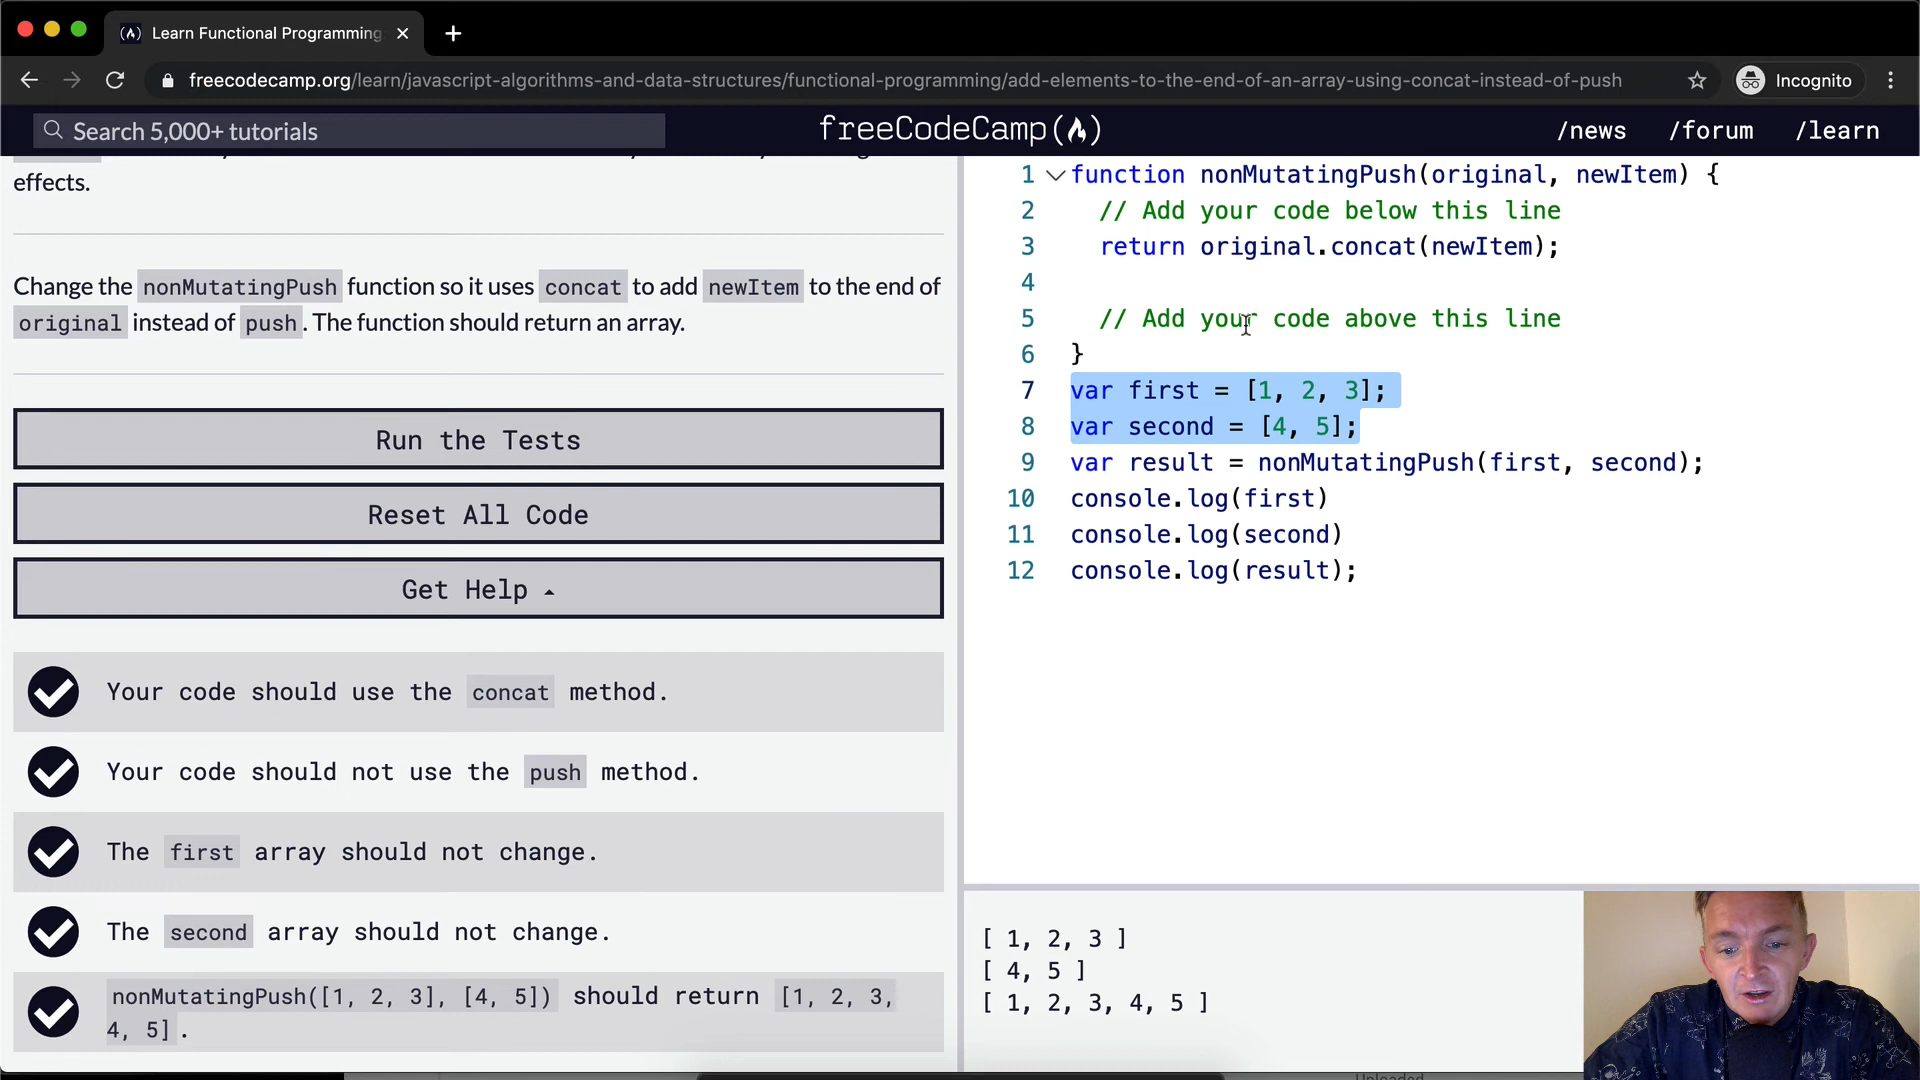 Learn Functional Programming
freecodecamp.org/learn/javascript-algorithms-and-data-structures/functional-programming/add-elements-to-the-end-of-an-array-using-concat-instead-of-push
Incognito
Search 5,000+ tutorials
freeCodeCamp
/news
/forum
/learn
effects.
Change the nonMutatingPush function so it uses concat to add newItem to the end of
original instead of push. The function should return an array.
Run the Tests
Reset All Code
Get Help
Your code should use the concat method.
Your code should not use the push method.
The first array should not change.
The second array should not change.
nonMutatingPush([1, 2, 3], [4, 5]) should return [1, 2, 3,
4, 5].
1 function nonMutatingPush(original, newItem) {
2 // Add your code below this line
3 return original.concat(newItem);
4
5 // Add your code above this line
6 }
7 var first = [1, 2, 3];
8 var second = [4, 5];
9 var result = nonMutatingPush(first, second);
10 console.log(first)
11 console.log(second)
12 console.log(result);
[ 1, 2, 3 ]
[ 4, 5 ]
[ 1, 2, 3, 4, 5 ]